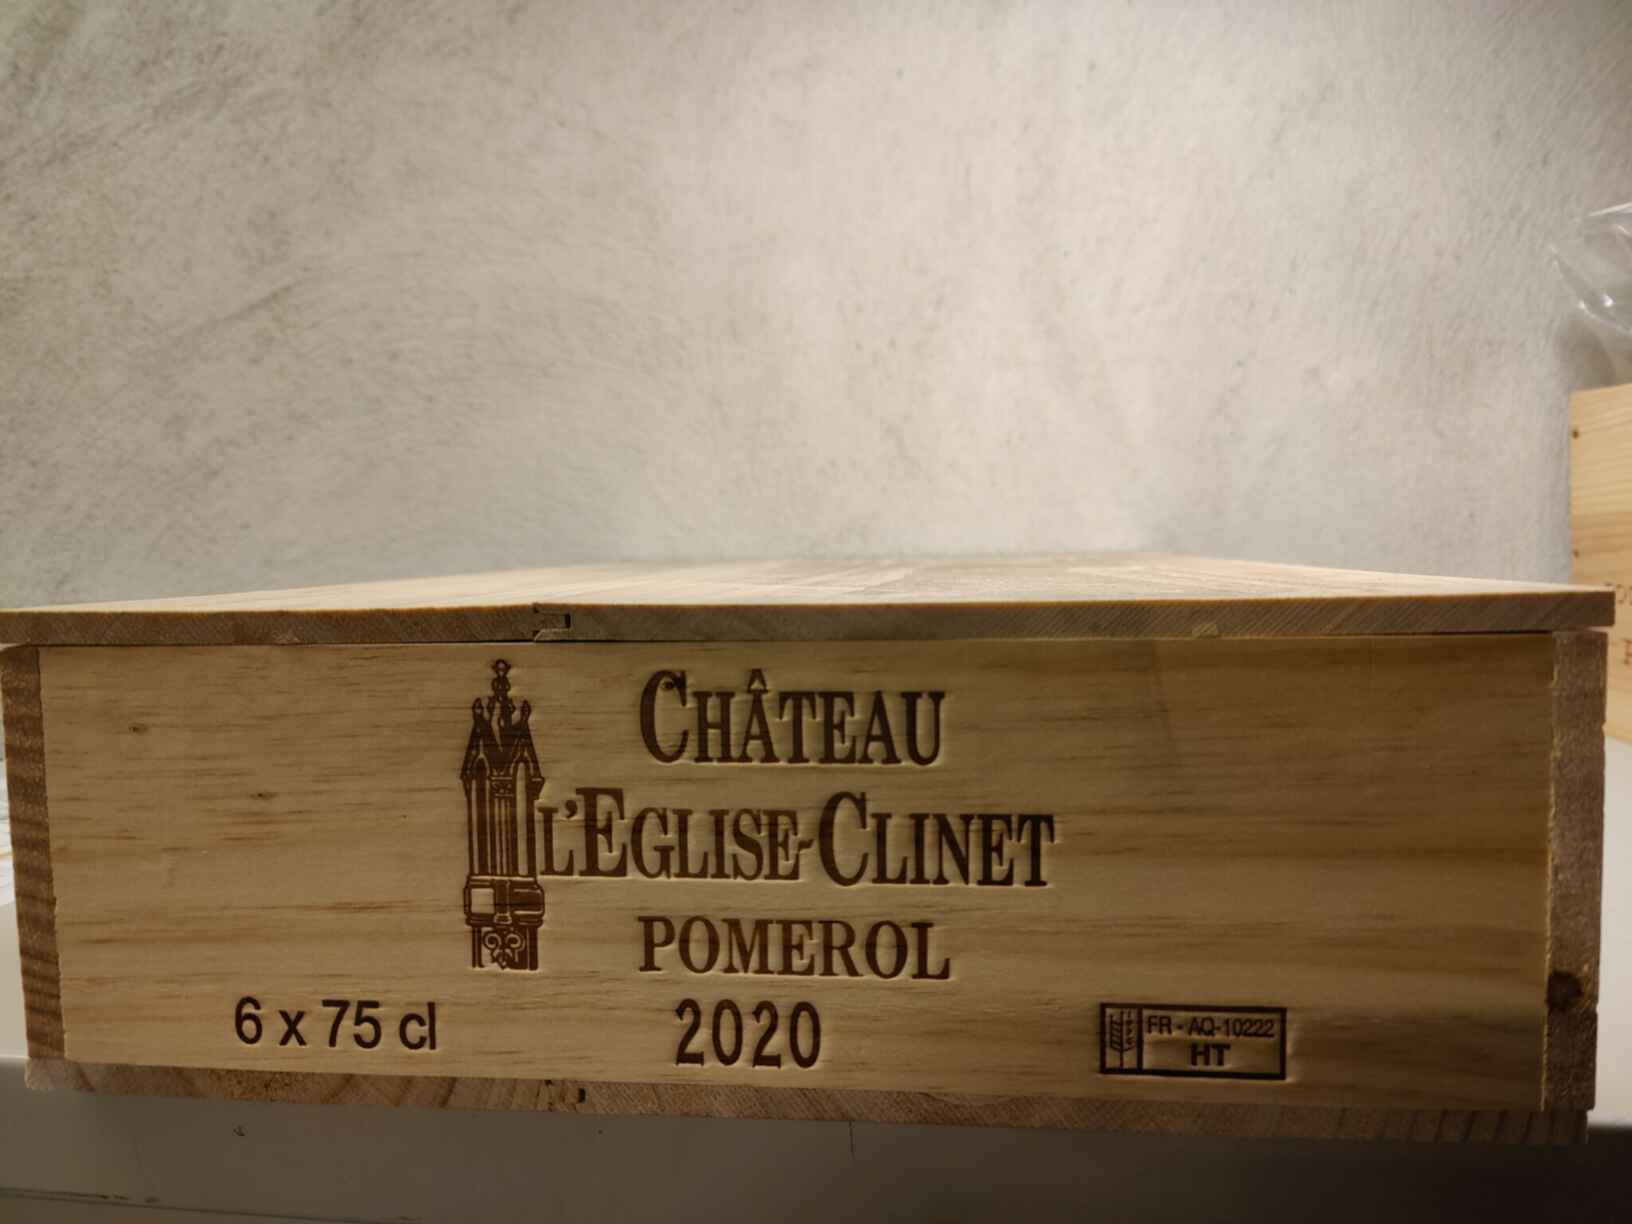 CHÂTEAU
L'EGLISE-CLINET
POMEROL
6 x 75 cl
2020
FR - AQ-10222
HT